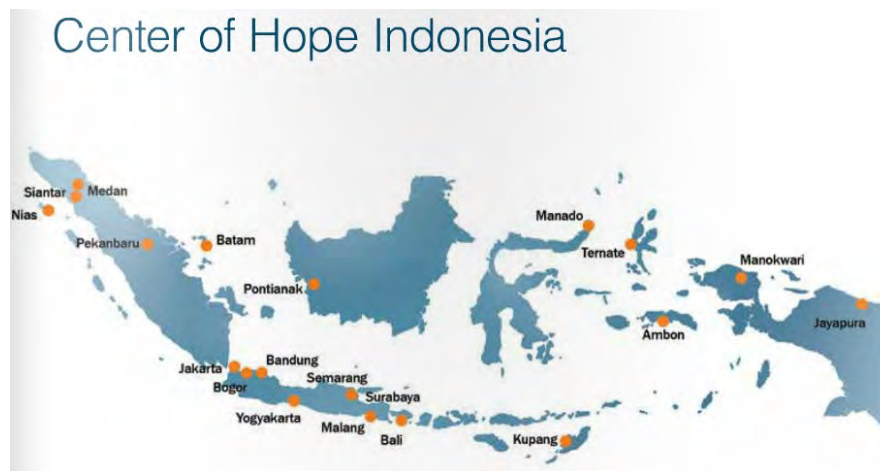 Center of Hope Indonesia
Siantar
Medan
Nias
Pekanbaru
Batam
Pontianak
Manado
Ternate
Manokwari
Ambon
Jayapura
Jakarta
Bandung
Bogor
Semarang
Surabaya
Yogyakarta
Malang
Bali
Kupang